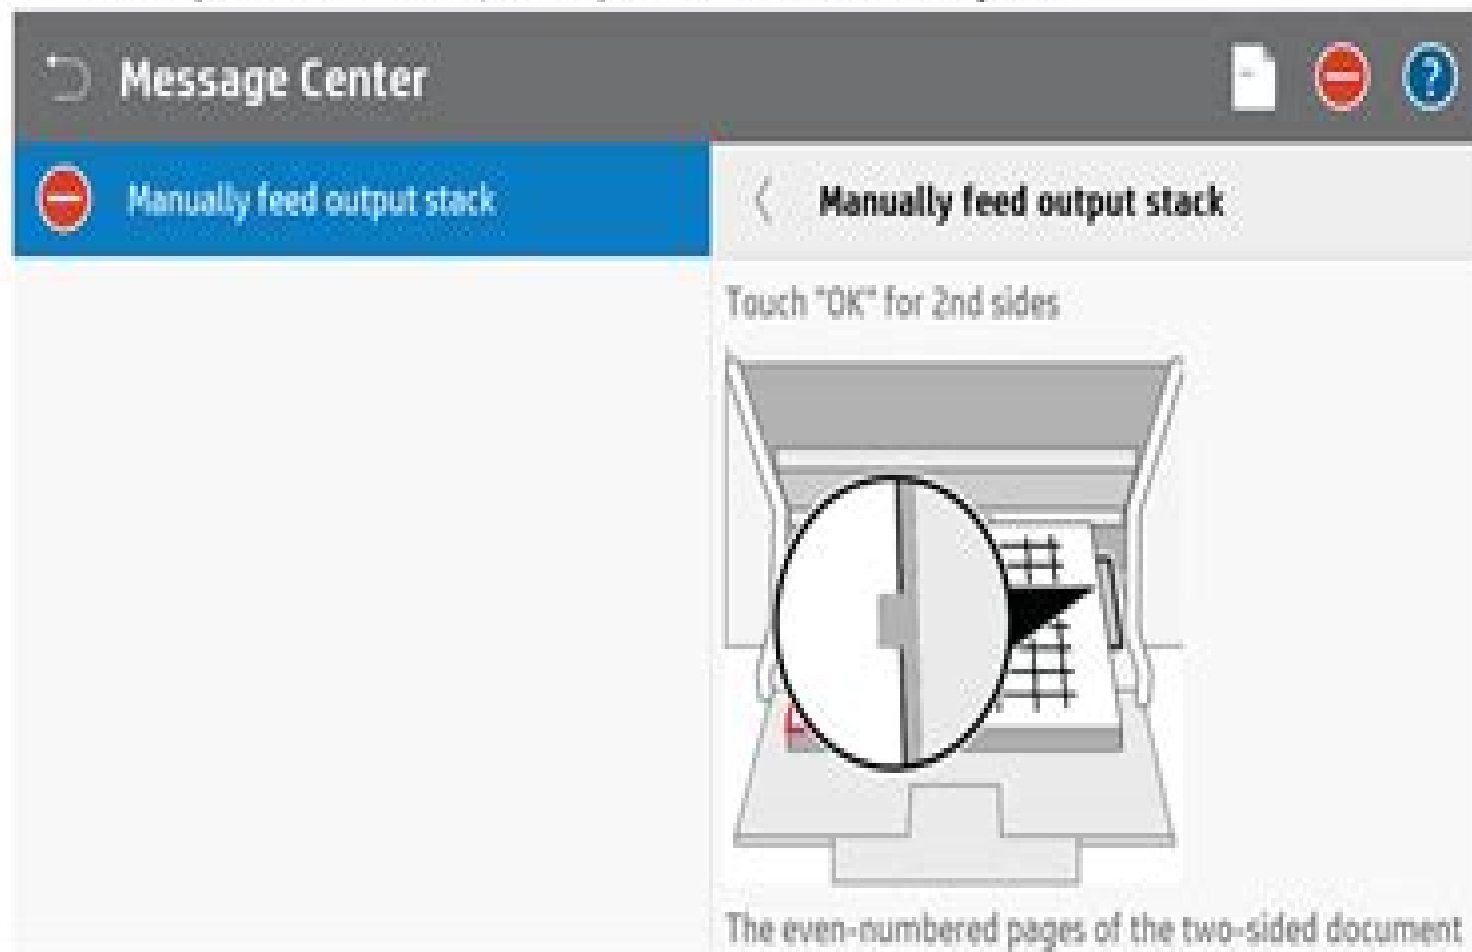 Message Center
?
Manually feed output stack
Manually feed output stack
Touch "OK" for 2nd sides
The even-numbered pages of the two-sided document